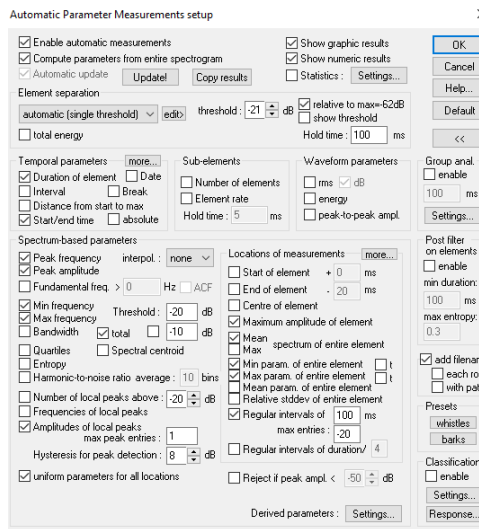 Automatic Parameter Measurements setup
Enable automatic measurements
Compute parameters from entire spectrogram
Automatic update Update! Copy results
Show graphic results
Show numeric results
Statistics : Settings...
OK
Cancel
Help...
Default
<<
Element separation
automatic (single threshold) edit> threshold : -21 dB
relative to max=-62dB
show threshold
total energy
Hold time : 100 ms
Temporal parameters more...
Duration of element Date
Interval Break
Distance from start to max
Start/end time absolute
Sub-elements
Number of elements
Element rate
Hold time : 5 ms
Waveform parameters
rms dB
energy
peak-to-peak ampl.
Group anal.
enable
100 ms
Settings...
Spectrum-based parameters
Peak frequency interpol. : none
Peak amplitude
Fundamental freq. > 0 Hz ACF
Min frequency Threshold : -20 dB
Max frequency
Bandwidth total -10 dB
Quartiles Spectral centroid
Entropy
Harmonic-to-noise ratio average : 10 bins
Number of local peaks above : -20 dB
Frequencies of local peaks
Amplitudes of local peaks
max peak entries : 1
Hysteresis for peak detection : 8 dB
uniform parameters for all locations
Locations of measurements more...
Start of element + 0 ms
End of element - 20 ms
Centre of element
Maximum amplitude of element
Mean
Max spectrum of entire element
Min param. of entire element t
Max param. of entire element t
Mean param. of entire element
Relative stddev of entire element
Regular intervals of 100 ms
max entries : -20
Regular intervals of duration/ 4
Reject if peak ampl. < -50 dB
Derived parameters : Settings...
Post filter
on elements
enable
min duration:
100 ms
max entropy:
0.3
add filenar
each ro
with pat
Presets
whistles
barks
Classification
enable
Settings...
Response...